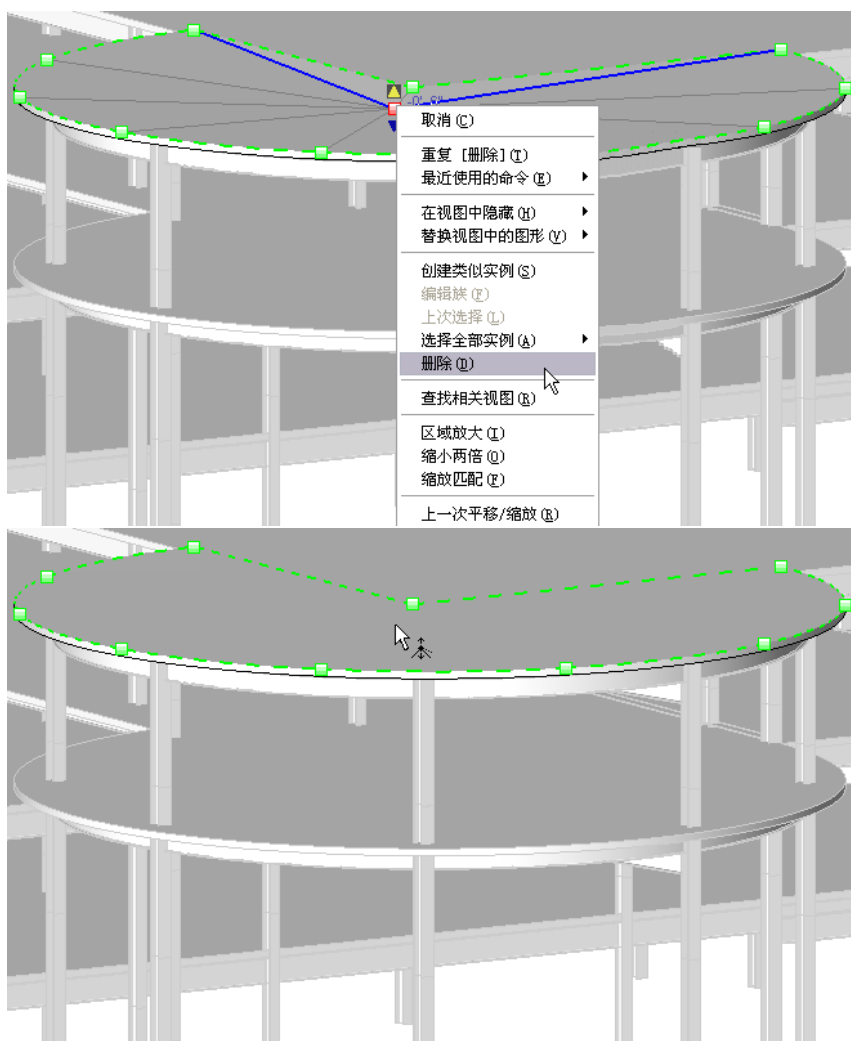 取消(C)
重复 [删除](T)
最近使用的命令(E)
在视图中隐藏(H)
替换视图中的图形(V)
创建类似实例(S)
编辑族(F)
上次选择(L)
选择全部实例(A)
删除(D)
查找相关视图(R)
区域放大(I)
缩小两倍(O)
缩放匹配(F)
上一次平移/缩放(R)